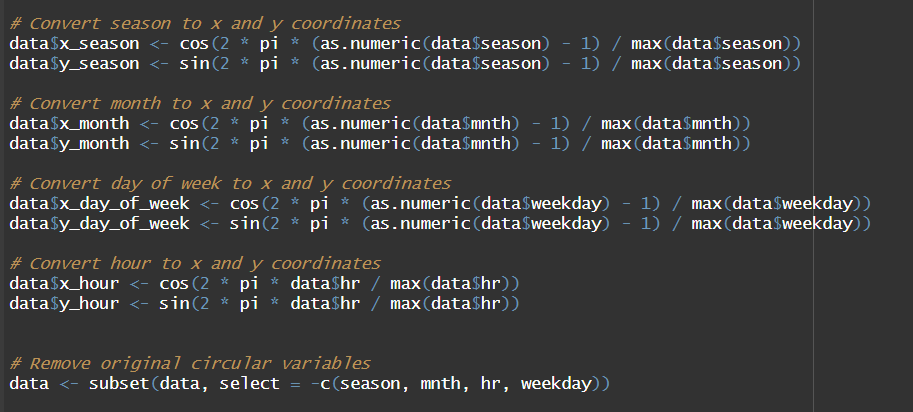 # Convert season to x and y coordinates
data$x_season <- cos(2 * pi * (as.numeric(data$season) - 1) / max(data$season))
data$y_season <- sin(2 * pi * (as.numeric(data$season) - 1) / max(data$season))
# Convert month to x and y coordinates
data$x_month <- cos(2 * pi * (as.numeric(data$mnth) - 1) / max(data$mnth))
data$y_month <- sin(2 * pi * (as.numeric(data$mnth) - 1) / max(data$mnth))
# Convert day of week to x and y coordinates
data$x_day_of_week <- cos(2 * pi * (as.numeric(data$weekday) - 1) / max(data$weekday))
data$y_day_of_week <- sin(2 * pi * (as.numeric(data$weekday) - 1) / max(data$weekday))
# Convert hour to x and y coordinates
data$x_hour <- cos(2 * pi * data$hr / max(data$hr))
data$y_hour <- sin(2 * pi * data$hr / max(data$hr))
# Remove original circular variables
data <- subset(data, select = -c(season, mnth, hr, weekday))